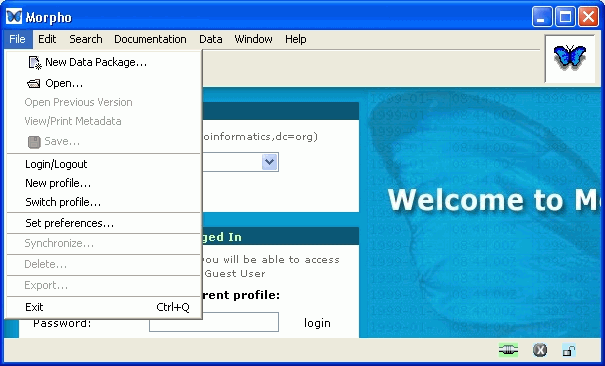 Morpho
File Edit Search Documentation Data Window Help
New Data Package...
Open...
Open Previous Version
View/Print Metadata
Save...
Login/Logout
New profile...
Switch profile...
Set preferences...
Synchronize...
Delete...
Export...
Exit Ctrl+Q
oinformatics,dc=org)
ged In
ou will be able to access
Guest User
rent profile:
Password: login
Welcome to Mo